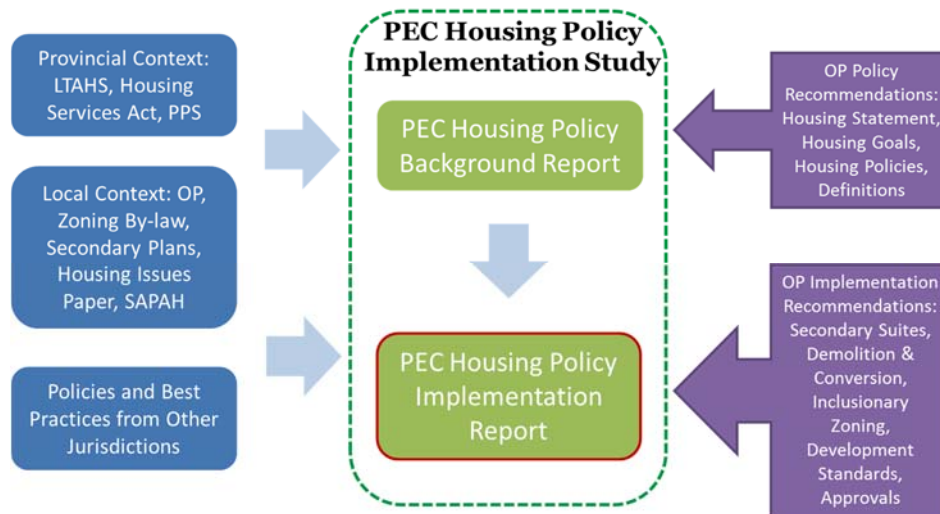 PEC Housing Policy
Implementation Study
Provincial Context:
LTAHS, Housing
Services Act, PPS
Local Context: OP,
Zoning By-law,
Secondary Plans,
Housing Issues
Paper, SAPAH
Policies and Best
Practices from Other
Jurisdictions
PEC Housing Policy
Background Report
PEC Housing Policy
Implementation
Report
OP Policy
Recommendations:
Housing Statement,
Housing Goals,
Housing Policies,
Definitions
OP Implementation
Recommendations:
Secondary Suites,
Demolition &
Conversion,
Inclusionary
Zoning,
Development
Standards,
Approvals